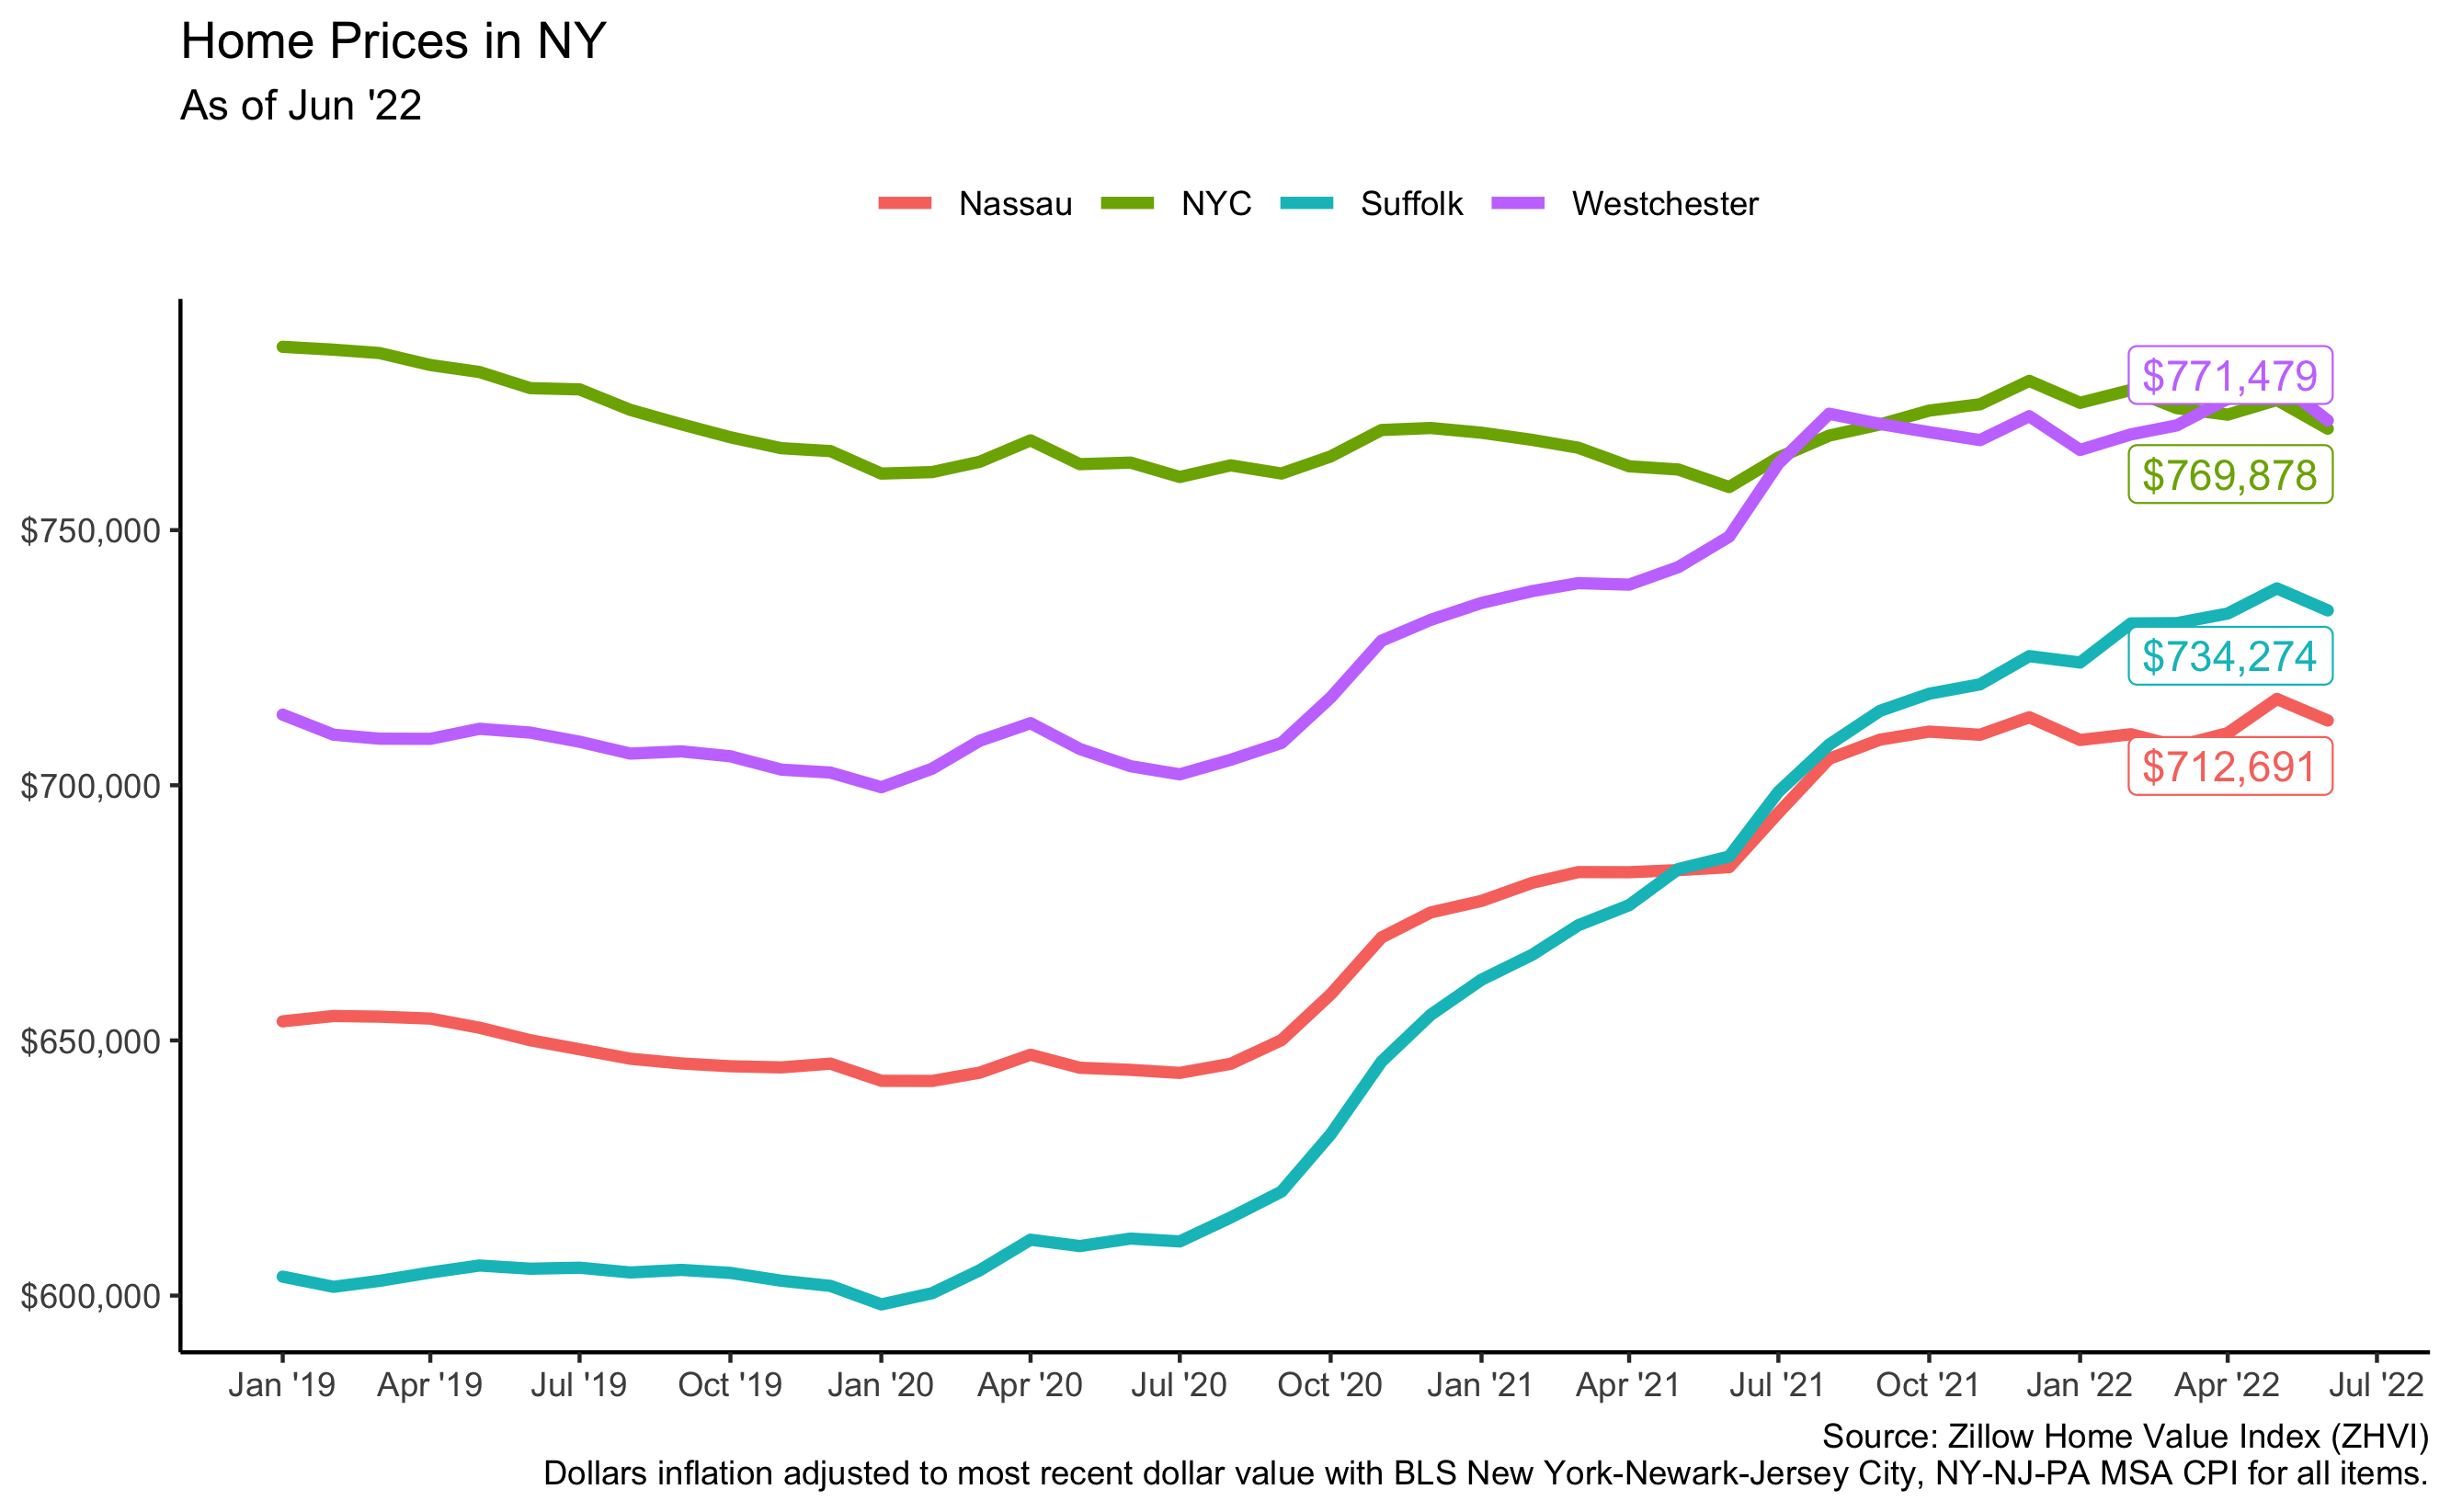 Home Prices in NY
As of Jun '22
Nassau NYC Suffolk Westchester
$771,479
$769,878
$750,000
$734,274
$712,691
$700,000
$650,000
$600,000
Jan '19 Apr '19 Jul '19 Oct '19 Jan '20 Apr '20 Jul '20 Oct '20 Jan '21 Apr '21 Jul '21 Oct '21 Jan '22 Apr '22 Jul '22
Source: Zillow Home Value Index (ZHVI)
Dollars inflation adjusted to most recent dollar value with BLS New York-Newark-Jersey City, NY-NJ-PA MSA CPI for all items.